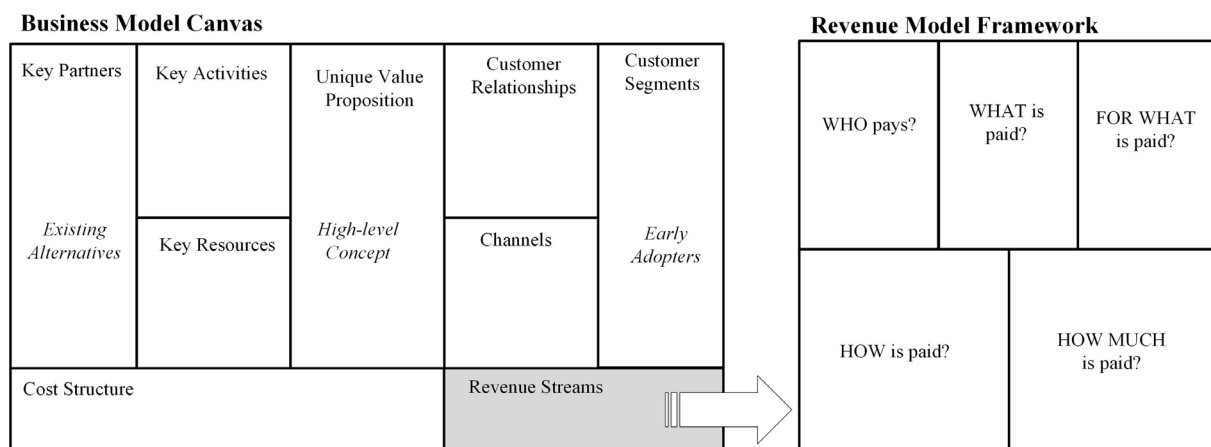 Business Model Canvas
Key Partners
Existing
Alternatives
Key Activities
Key Resources
Unique Value
Proposition
High-level
Concept
Customer
Relationships
Channels
Customer
Segments
Early
Adopters
Cost Structure
Revenue Streams
Revenue Model Framework
WHO pays?
WHAT is
paid?
FOR WHAT
is paid?
HOW is paid?
HOW MUCH
is paid?